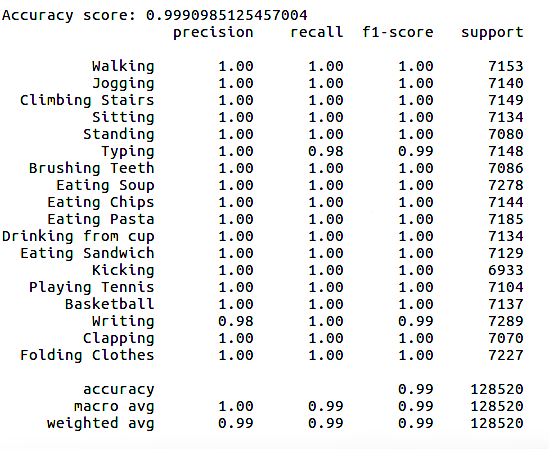 Accuracy score: 0.9990985125457004
precision recall f1-score support
Walking 1.00 1.00 1.00 7153
Jogging 1.00 1.00 1.00 7140
Climbing Stairs 1.00 1.00 1.00 7149
Sitting 1.00 1.00 1.00 7134
Standing 1.00 1.00 1.00 7080
Typing 1.00 0.98 0.99 7148
Brushing Teeth 1.00 1.00 1.00 7086
Eating Soup 1.00 1.00 1.00 7278
Eating Chips 1.00 1.00 1.00 7144
Eating Pasta 1.00 1.00 1.00 7185
Drinking from cup 1.00 1.00 1.00 7134
Eating Sandwich 1.00 1.00 1.00 7129
Kicking 1.00 1.00 1.00 6933
Playing Tennis 1.00 1.00 1.00 7104
Basketball 1.00 1.00 1.00 7137
Writing 0.98 1.00 0.99 7289
Clapping 1.00 1.00 1.00 7070
Folding Clothes 1.00 1.00 1.00 7227
accuracy 0.99 128520
macro avg 1.00 0.99 0.99 128520
weighted avg 0.99 0.99 0.99 128520